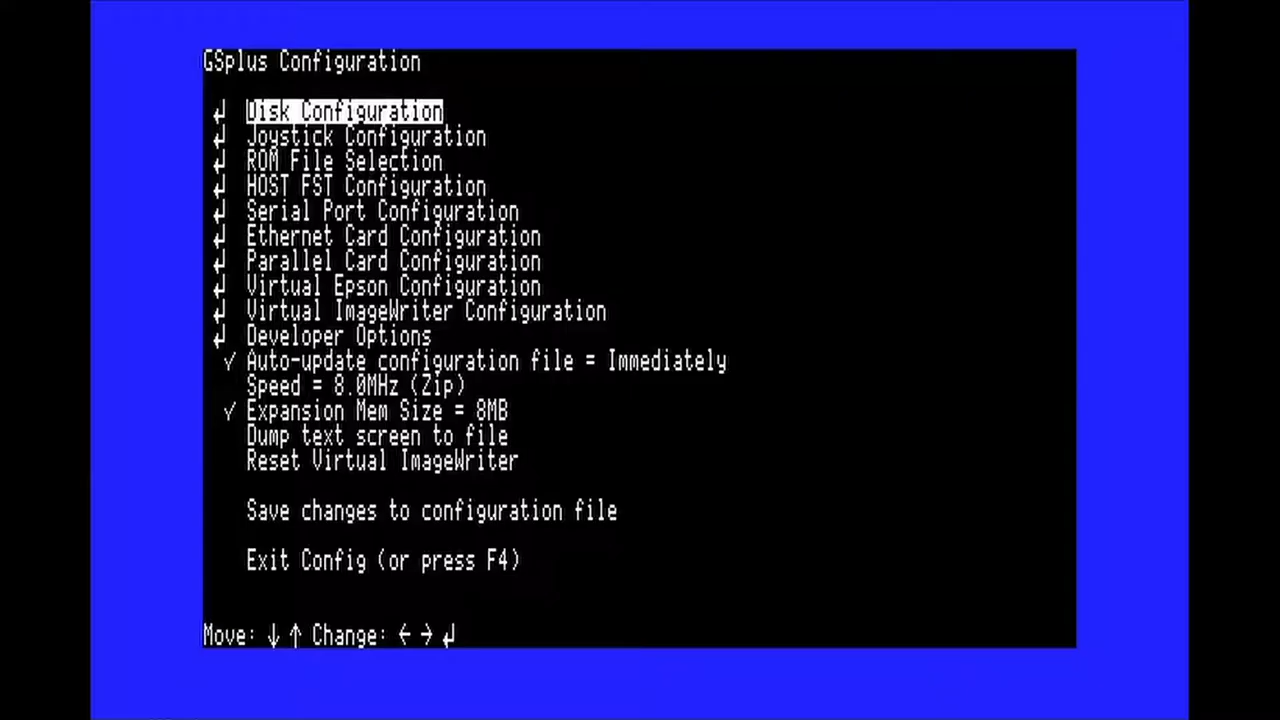 GSplus Configuration
↲ Disk Configuration
↲ Joystick Configuration
↲ ROM File Selection
↲ HOST FST Configuration
↲ Serial Port Configuration
↲ Ethernet Card Configuration
↲ Parallel Card Configuration
↲ Virtual Epson Configuration
↲ Virtual ImageWriter Configuration
↲ Developer Options
√ Auto-update configuration file = Immediately
Speed = 8.0MHz (Zip)
√ Expansion Mem Size = 8MB
Dump text screen to file
Reset Virtual ImageWriter
Save changes to configuration file
Exit Config (or press F4)
Move: ↓ ↑ Change: ← → ↲